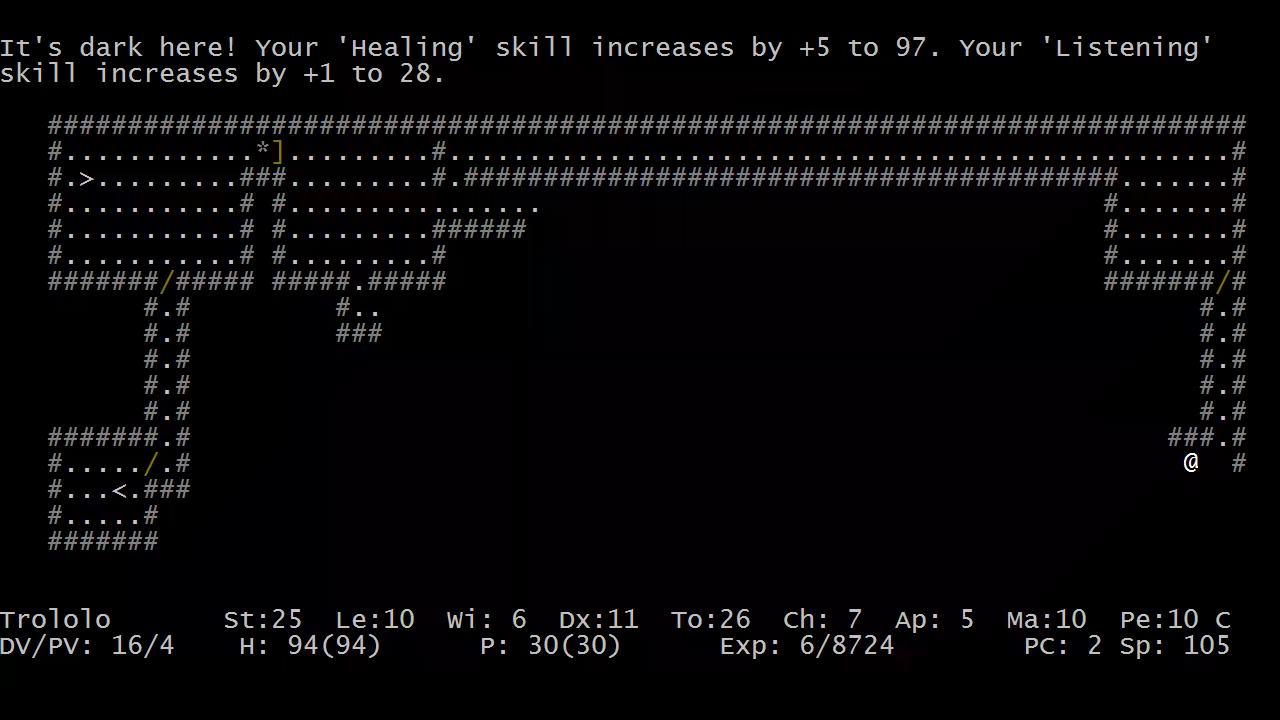 It's dark here! Your 'Healing' skill increases by +5 to 97. Your 'Listening'
skill increases by +1 to 28.
   ###########################################################################
   #............*].........#.................................................#
   #.>.........###.........#.#########################################.......#
   #...........# #................                                   #.......#
   #...........# #.........######                                    #.......#
   #...........# #.........#                                         #.......#
   #######/##### #####.#####                                         #######/#
         #.#         #..                                                   #.#
         #.#         ###                                                   #.#
         #.#                                                               #.#
         #.#                                                               #.#
         #.#                                                               #.#
   #######.#                                                             ###.#
   #...../.#                                                              @  #
   #...<.###
   #.....#
   #######
Trololo       St:25  Le:10  Wi: 6  Dx:11  To:26  Ch: 7  Ap: 5  Ma:10  Pe:10 C
DV/PV: 16/4    H: 94(94)      P: 30(30)      Exp: 6/8724        PC: 2 Sp: 105